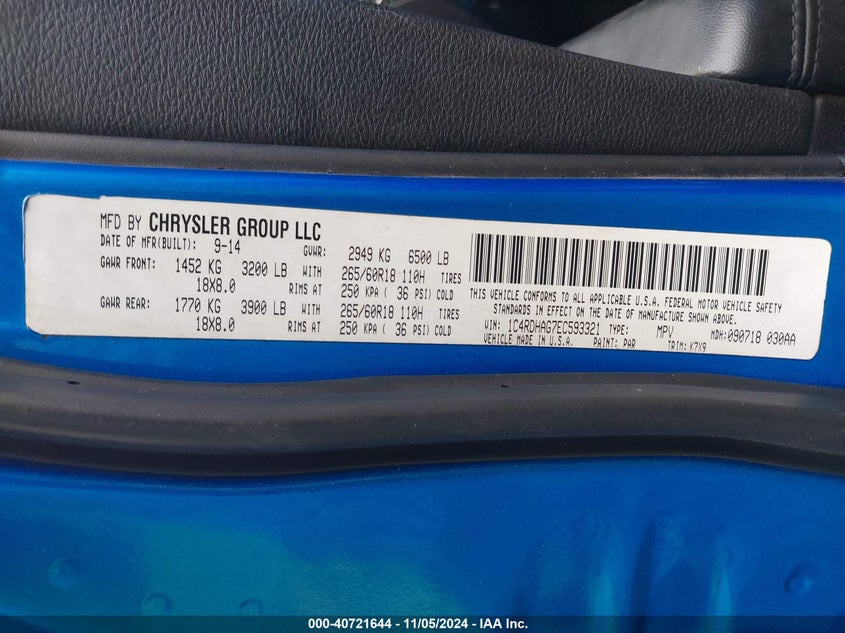 MFD BY CHRYSLER GROUP LLC
DATE OF MFR(BUILT): 9-14 GVWR: 2949 KG 6500 LB
GAWR FRONT: 1452 KG 3200 LB WITH 265/60R18 110H TIRES
18X8.0 RIMS AT 250 KPA ( 36 PSI) COLD
GAWR REAR: 1770 KG 3900 LB WITH 265/60R18 110H TIRES
18X8.0 RIMS AT 250 KPA ( 36 PSI) COLD
THIS VEHICLE CONFORMS TO ALL APPLICABLE U.S.A. FEDERAL MOTOR VEHICLE SAFETY
STANDARDS IN EFFECT ON THE DATE OF MANUFACTURE SHOWN ABOVE.
VIN: 1C4RDHAG7EC593321 TYPE: MPV MDH:090718 030AA
VEHICLE MADE IN U.S.A. PAINT: PAR TRIM: K7X9
000-40721644 - 11/05/2024 - IAA Inc.